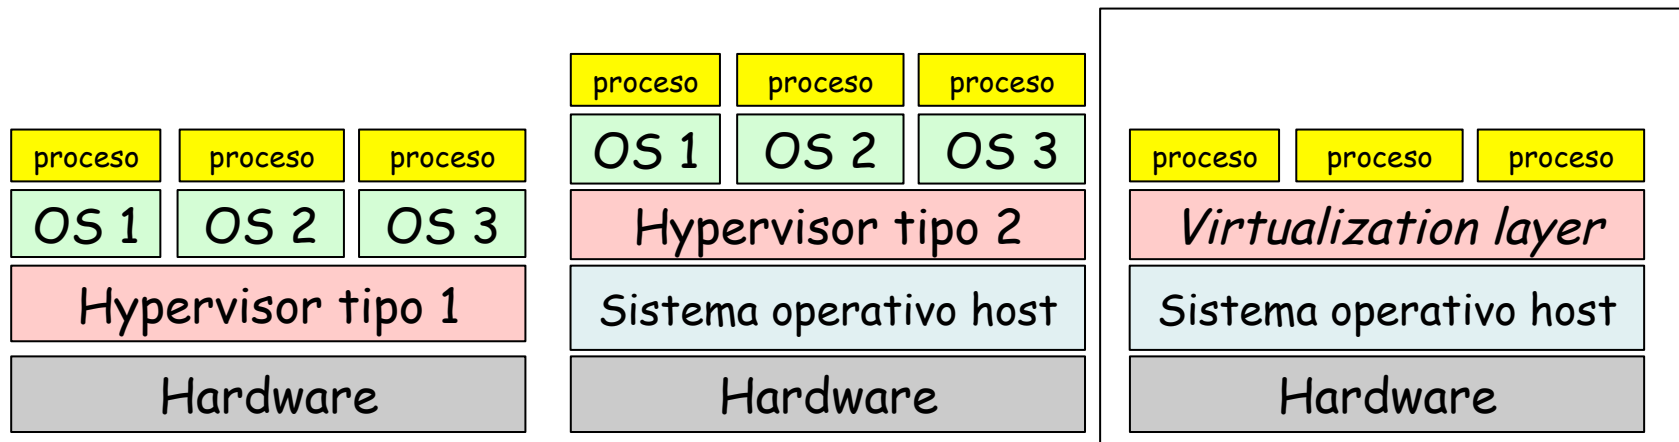 proceso proceso proceso
OS 1 OS 2 OS 3
Hypervisor tipo 1
Hardware
proceso proceso proceso
OS 1 OS 2 OS 3
Hypervisor tipo 2
Sistema operativo host
Hardware
proceso proceso proceso
Virtualization layer
Sistema operativo host
Hardware